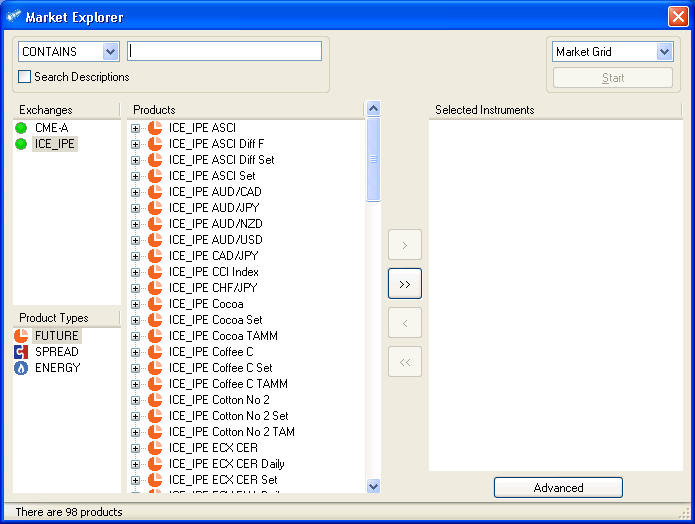 Market Explorer
CONTAINS
Market Grid
Search Descriptions
Start
Exchanges
CME-A
ICE_IPE
Product Types
FUTURE
SPREAD
ENERGY
Products
ICE_IPE ASCI
ICE_IPE ASCI Diff F
ICE_IPE ASCI Diff Set
ICE_IPE ASCI Set
ICE_IPE AUD/CAD
ICE_IPE AUD/JPY
ICE_IPE AUD/NZD
ICE_IPE AUD/USD
ICE_IPE CAD/JPY
ICE_IPE CCI Index
ICE_IPE CHF/JPY
ICE_IPE Cocoa
ICE_IPE Cocoa Set
ICE_IPE Cocoa TAMM
ICE_IPE Coffee C
ICE_IPE Coffee C Set
ICE_IPE Coffee C TAMM
ICE_IPE Cotton No 2
ICE_IPE Cotton No 2 Set
ICE_IPE Cotton No 2 TAM
ICE_IPE ECX CER
ICE_IPE ECX CER Daily
ICE_IPE ECX CER Set
>
>>
<
<<
Selected Instruments
Advanced
There are 98 products